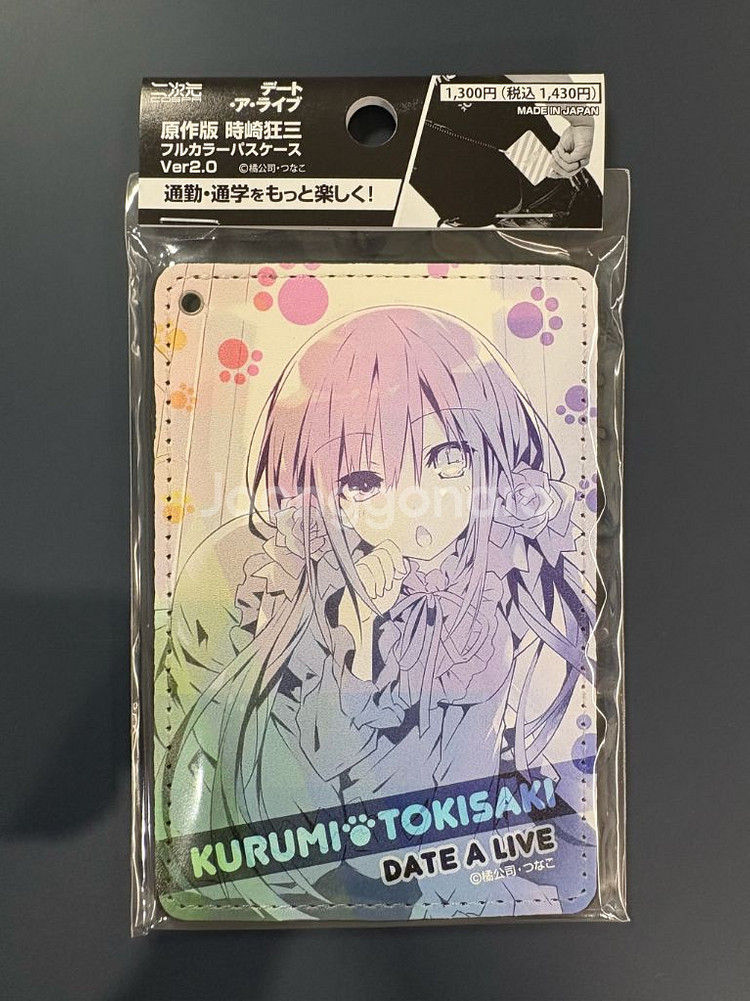 二次元
COSPA
デート
・ア・ライブ
原作版 時崎狂三
フルカラーパスケース
Ver2.0 ©橘公司・つなこ
通勤・通学をもっと楽しく!
1,300円(税込 1,430円)
MADE IN JAPAN
Joonggonara
KURUMI TOKISAKI
DATE A LIVE
©橘公司・つなこ